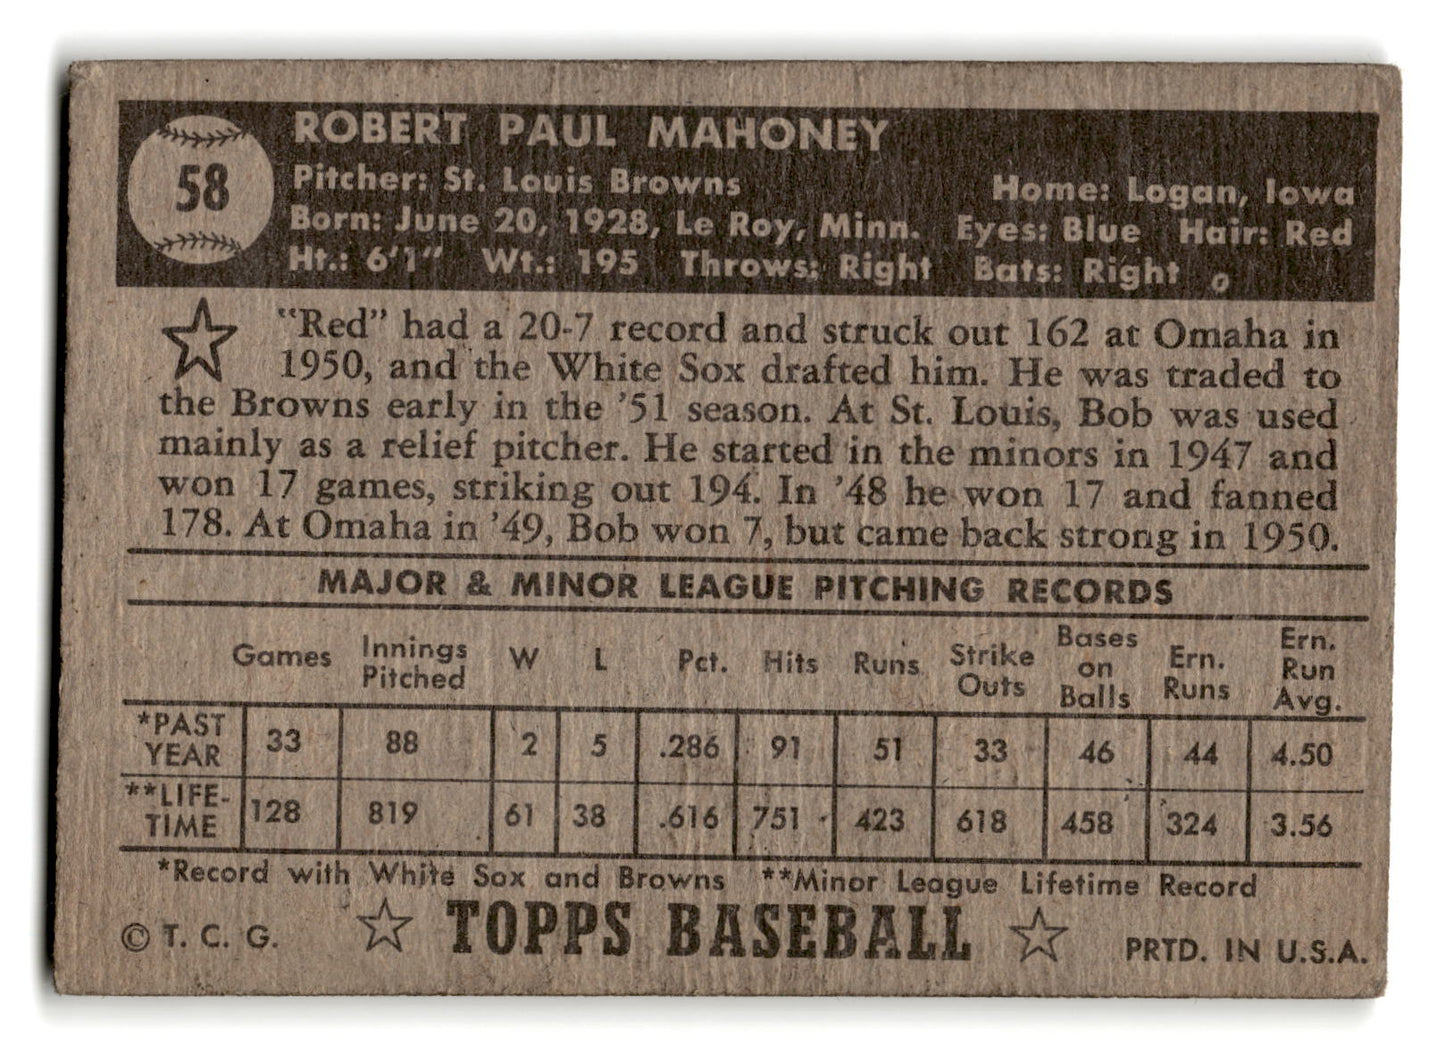 58
ROBERT PAUL MAHONEY
Pitcher: St. Louis Browns Home: Logan, Iowa
Born: June 20, 1928, Le Roy, Minn. Eyes: Blue Hair: Red
Ht.: 6'1" Wt.: 195 Throws: Right Bats: Right
"Red" had a 20-7 record and struck out 162 at Omaha in
1950, and the White Sox drafted him. He was traded to
the Browns early in the '51 season. At St. Louis, Bob was used
mainly as a relief pitcher. He started in the minors in 1947 and
won 17 games, striking out 194. In '48 he won 17 and fanned
178. At Omaha in '49, Bob won 7, but came back strong in 1950.
MAJOR & MINOR LEAGUE PITCHING RECORDS
Games Innings Pitched W L Pct. Hits Runs Strike Outs Bases on Balls Ern. Runs Ern. Run Avg.
*PAST YEAR 33 88 2 5 .286 91 51 33 46 44 4.50
**LIFE-TIME 128 819 61 38 .616 751 423 618 458 324 3.56
*Record with White Sox and Browns **Minor League Lifetime Record
© T. C. G. TOPPS BASEBALL PRTD. IN U.S.A.